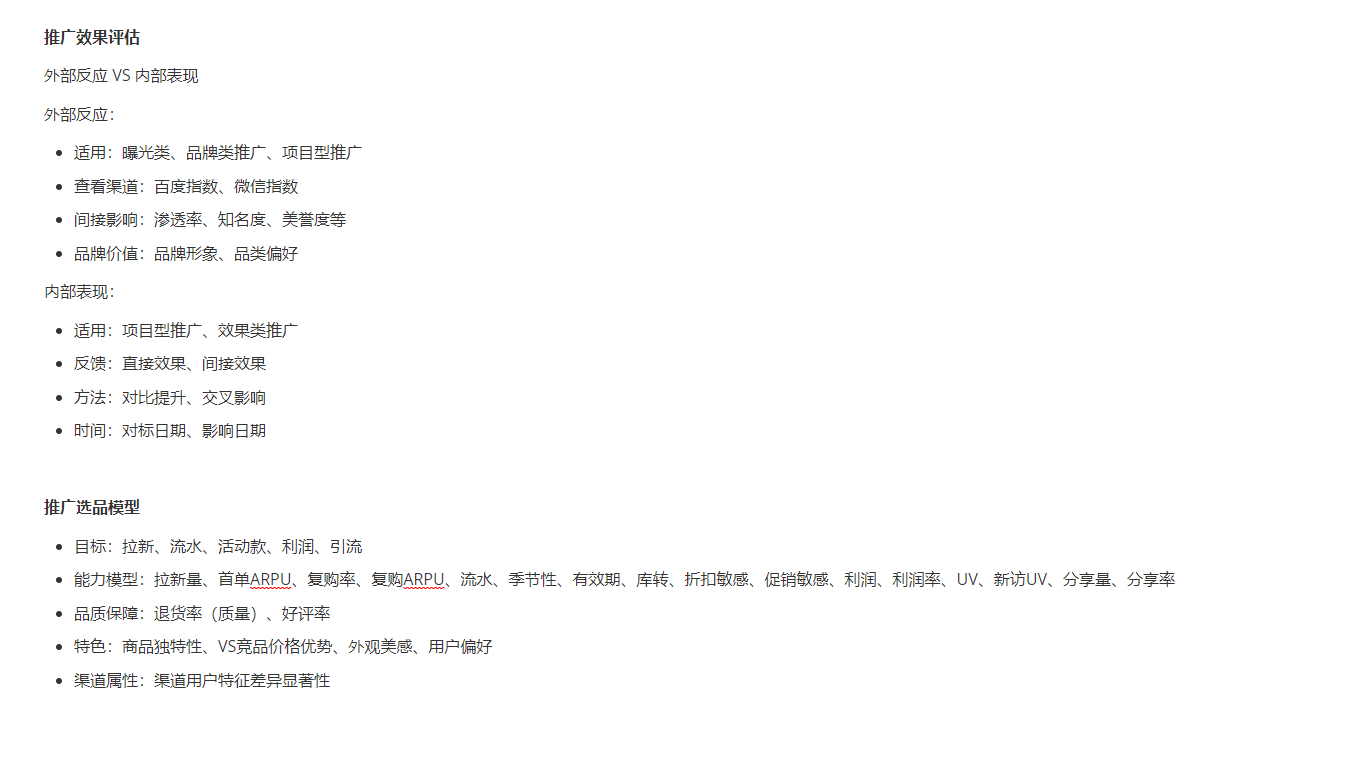 推广效果评估
外部反应 VS 内部表现
外部反应：
适用：曝光类、品牌类推广、项目型推广
查看渠道：百度指数、微信指数
间接影响：渗透率、知名度、美誉度等
品牌价值：品牌形象、品类偏好
内部表现：
适用：项目型推广、效果类推广
反馈：直接效果、间接效果
方法：对比提升、交叉影响
时间：对标日期、影响日期
推广选品模型
目标：拉新、流水、活动款、利润、引流
能力模型：拉新量、首单ARPU、复购率、复购ARPU、流水、季节性、有效期、库转、折扣敏感、促销敏感、利润、利润率、UV、新访UV、分享量、分享率
品质保障：退货率（质量）、好评率
特色：商品独特性、VS竞品价格优势、外观美感、用户偏好
渠道属性：渠道用户特征差异显著性